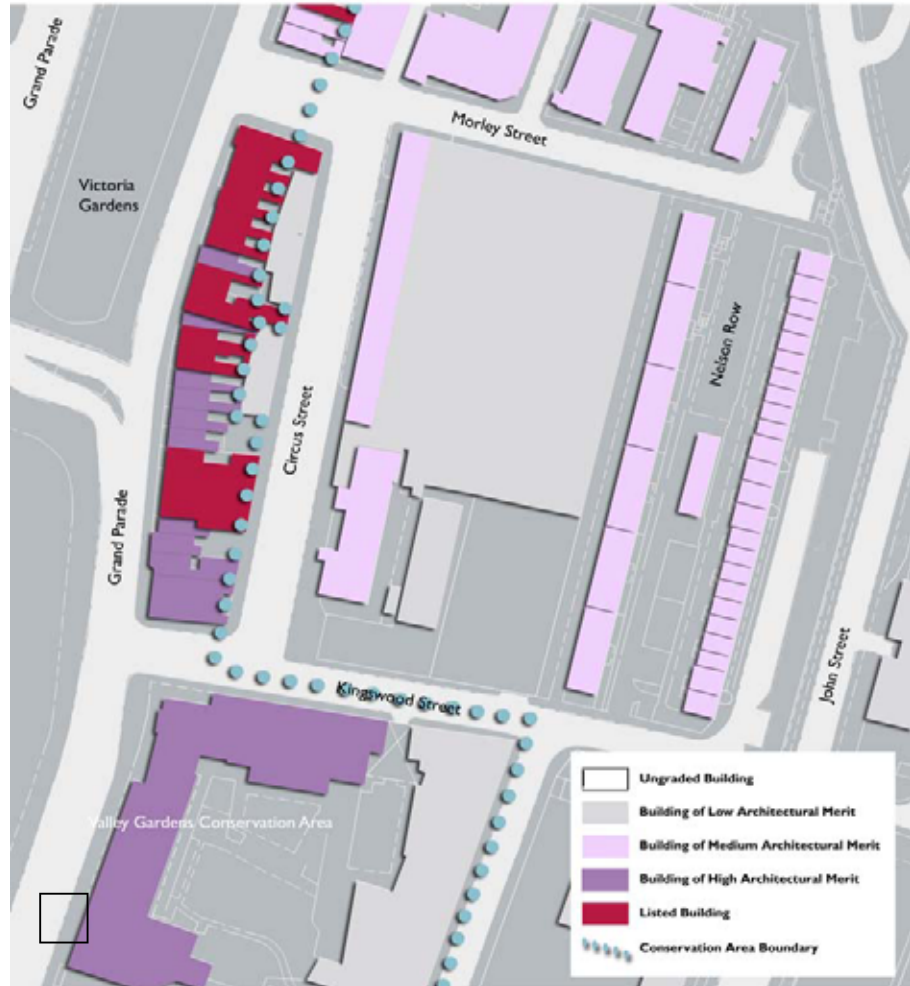 Grand Parade
Morley Street
Victoria
Gardens
Nelson Row
Circus Street
Grand Parade
John Street
Kingswood Street
Valley Gardens Conservation Area
Ungraded Building
Building of Low Architectural Merit
Building of Medium Architectural Merit
Building of High Architectural Merit
Listed Building
Conservation Area Boundary